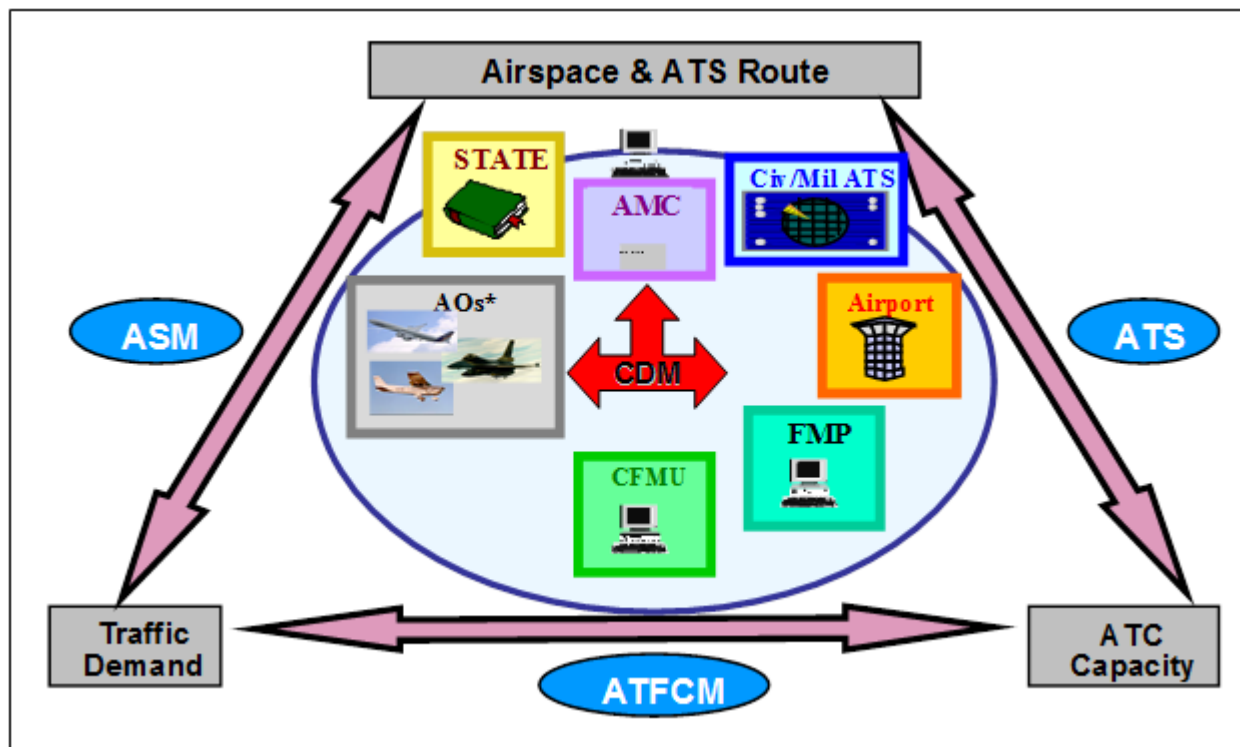 Airspace & ATS Route
STATE
AMC
Civ/Mil ATS
AOs*
Airport
ASM
ATS
CDM
FMP
CFMU
Traffic
Demand
ATC
Capacity
ATFCM